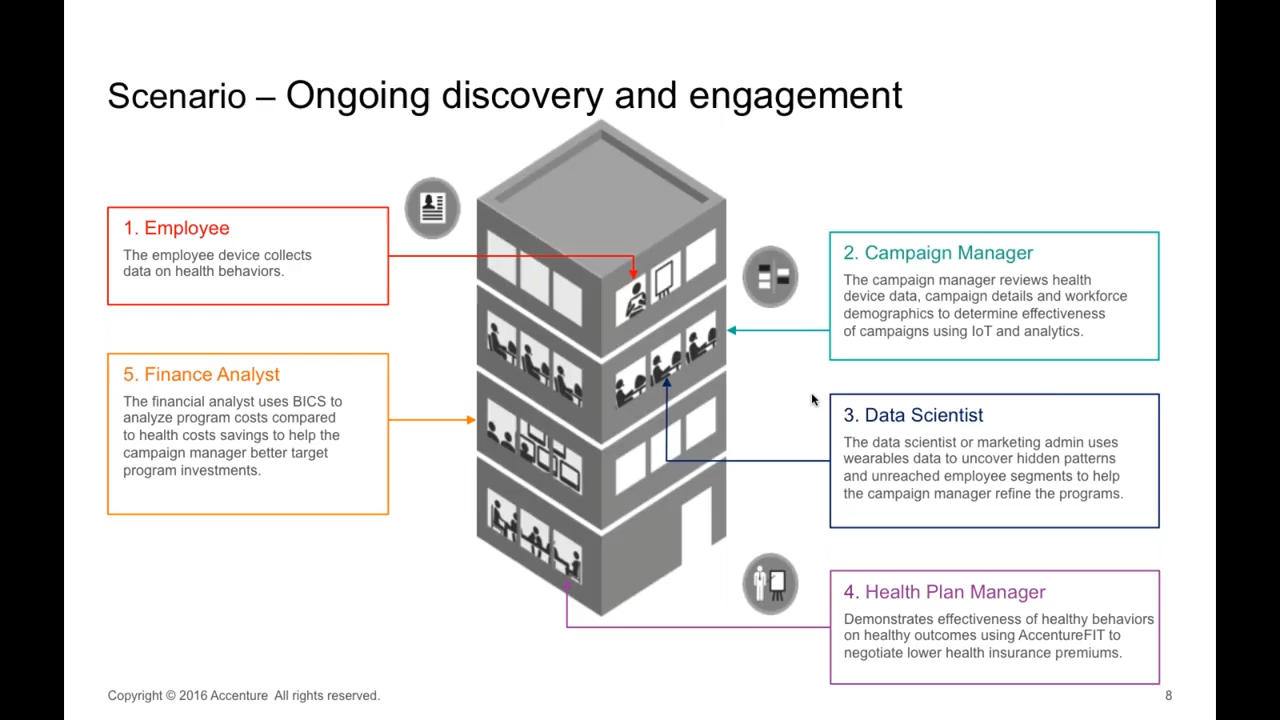 Scenario – Ongoing discovery and engagement
1. Employee
The employee device collects
data on health behaviors.
2. Campaign Manager
The campaign manager reviews health
device data, campaign details and workforce
demographics to determine effectiveness
of campaigns using IoT and analytics.
5. Finance Analyst
The financial analyst uses BICS to
analyze program costs compared
to health costs savings to help the
campaign manager better target
program investments.
3. Data Scientist
The data scientist or marketing admin uses
wearables data to uncover hidden patterns
and unreached employee segments to help
the campaign manager refine the programs.
4. Health Plan Manager
Demonstrates effectiveness of healthy behaviors
on healthy outcomes using AccentureFIT to
negotiate lower health insurance premiums.
Copyright © 2016 Accenture All rights reserved.
8